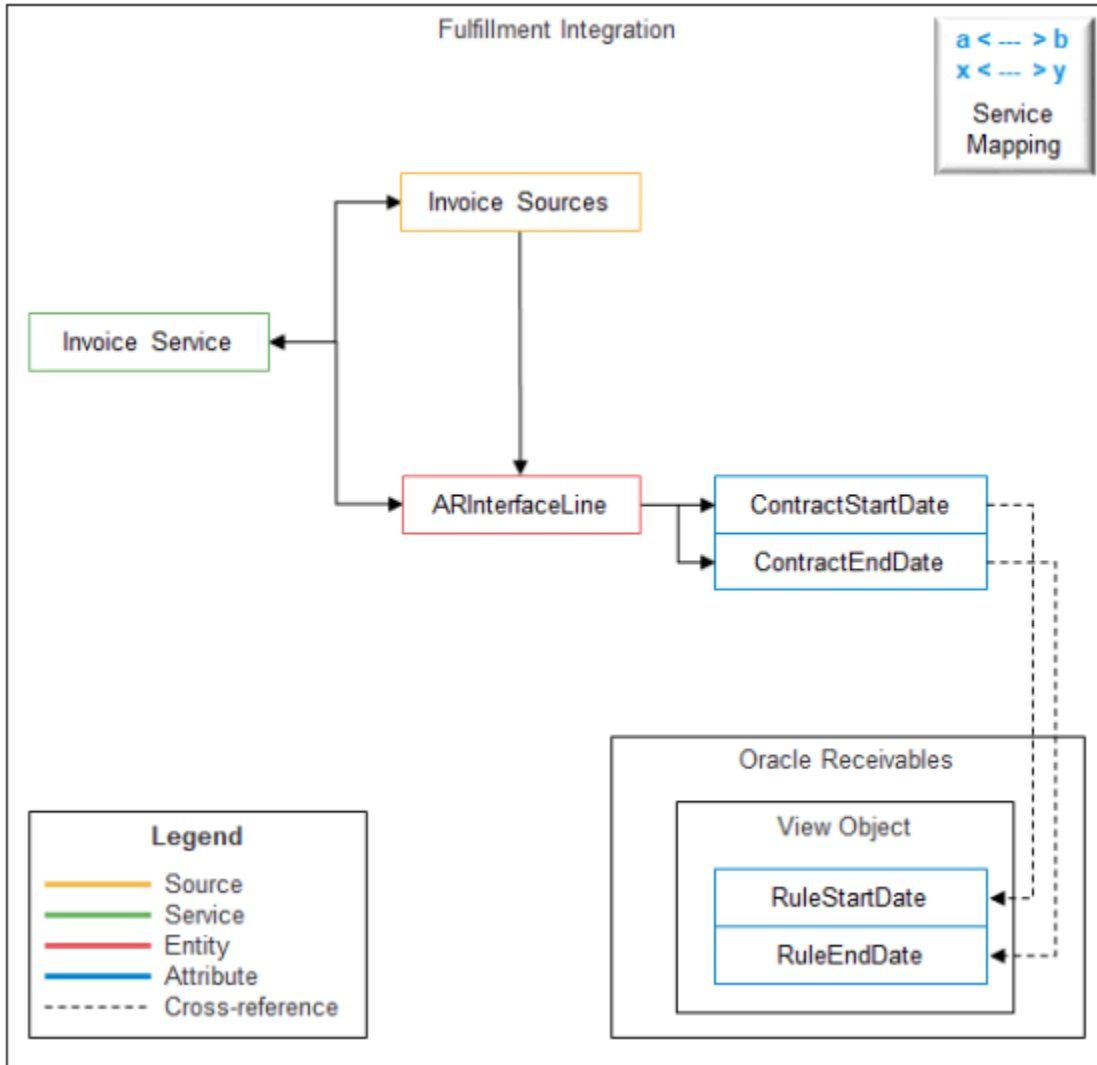 Fulfillment Integration
a < --- > b
x < --- > y
Service
Mapping
Invoice Sources
Invoice Service
ARInterfaceLine
ContractStartDate
ContractEndDate
Oracle Receivables
View Object
RuleStartDate
RuleEndDate
Legend
Source
Service
Entity
Attribute
Cross-reference